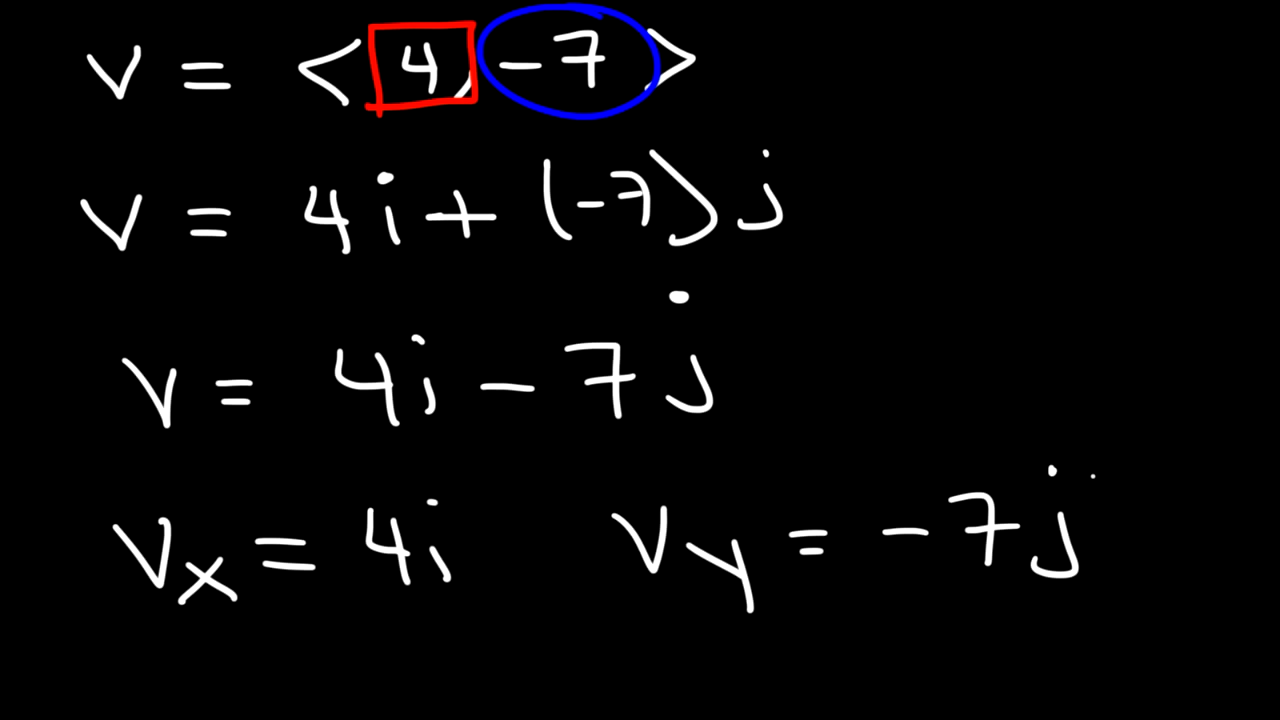 v = <4, -7>
v = 4i + (-7)j
v = 4i - 7j
vx = 4i vy = -7j